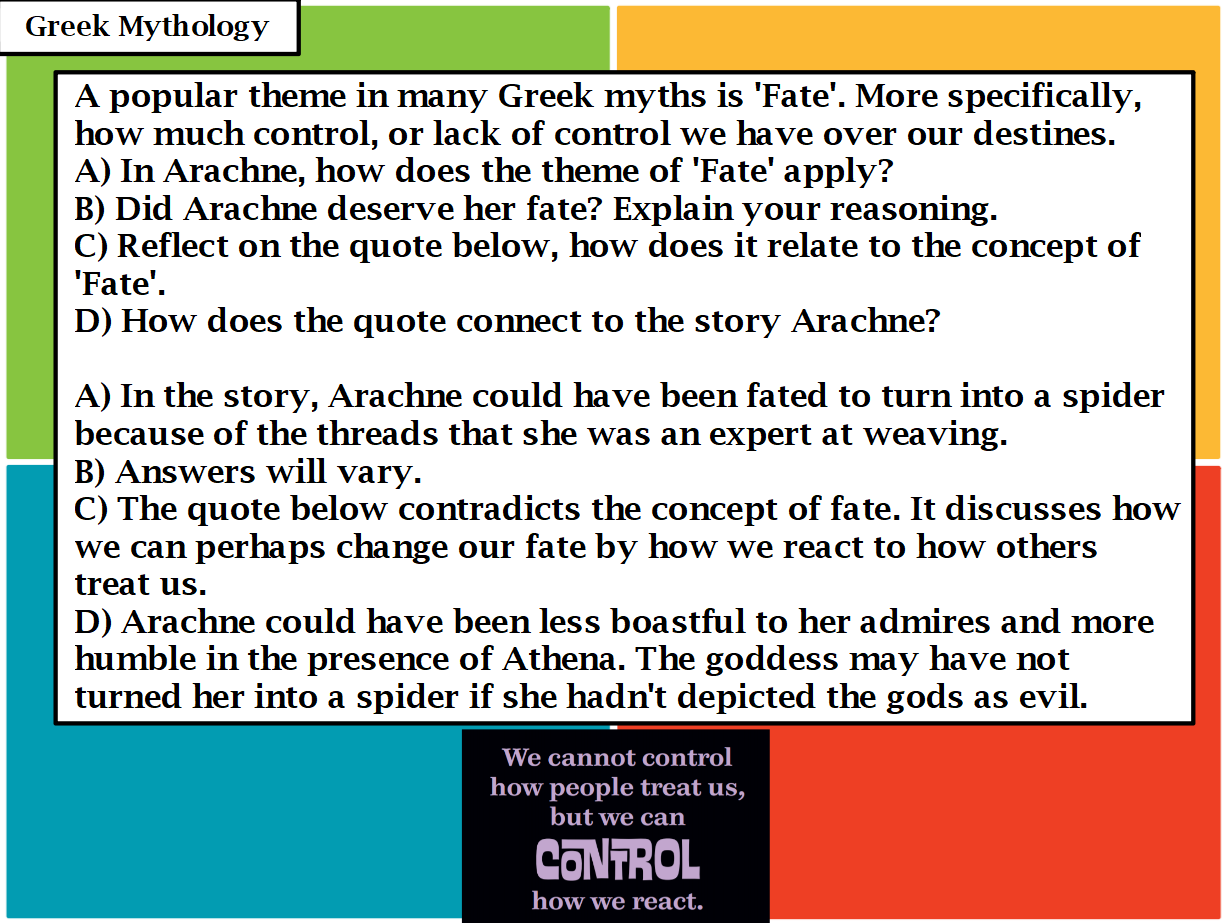 Greek Mythology
A popular theme in many Greek myths is 'Fate'. More specifically,
how much control, or lack of control we have over our destines.
A) In Arachne, how does the theme of 'Fate' apply?
B) Did Arachne deserve her fate? Explain your reasoning.
C) Reflect on the quote below, how does it relate to the concept of
'Fate'.
D) How does the quote connect to the story Arachne?
A) In the story, Arachne could have been fated to turn into a spider
because of the threads that she was an expert at weaving.
B) Answers will vary.
C) The quote below contradicts the concept of fate. It discusses how
we can perhaps change our fate by how we react to how others
treat us.
D) Arachne could have been less boastful to her admires and more
humble in the presence of Athena. The goddess may have not
turned her into a spider if she hadn't depicted the gods as evil.
We cannot control
how people treat us,
but we can
CONTROL
how we react.